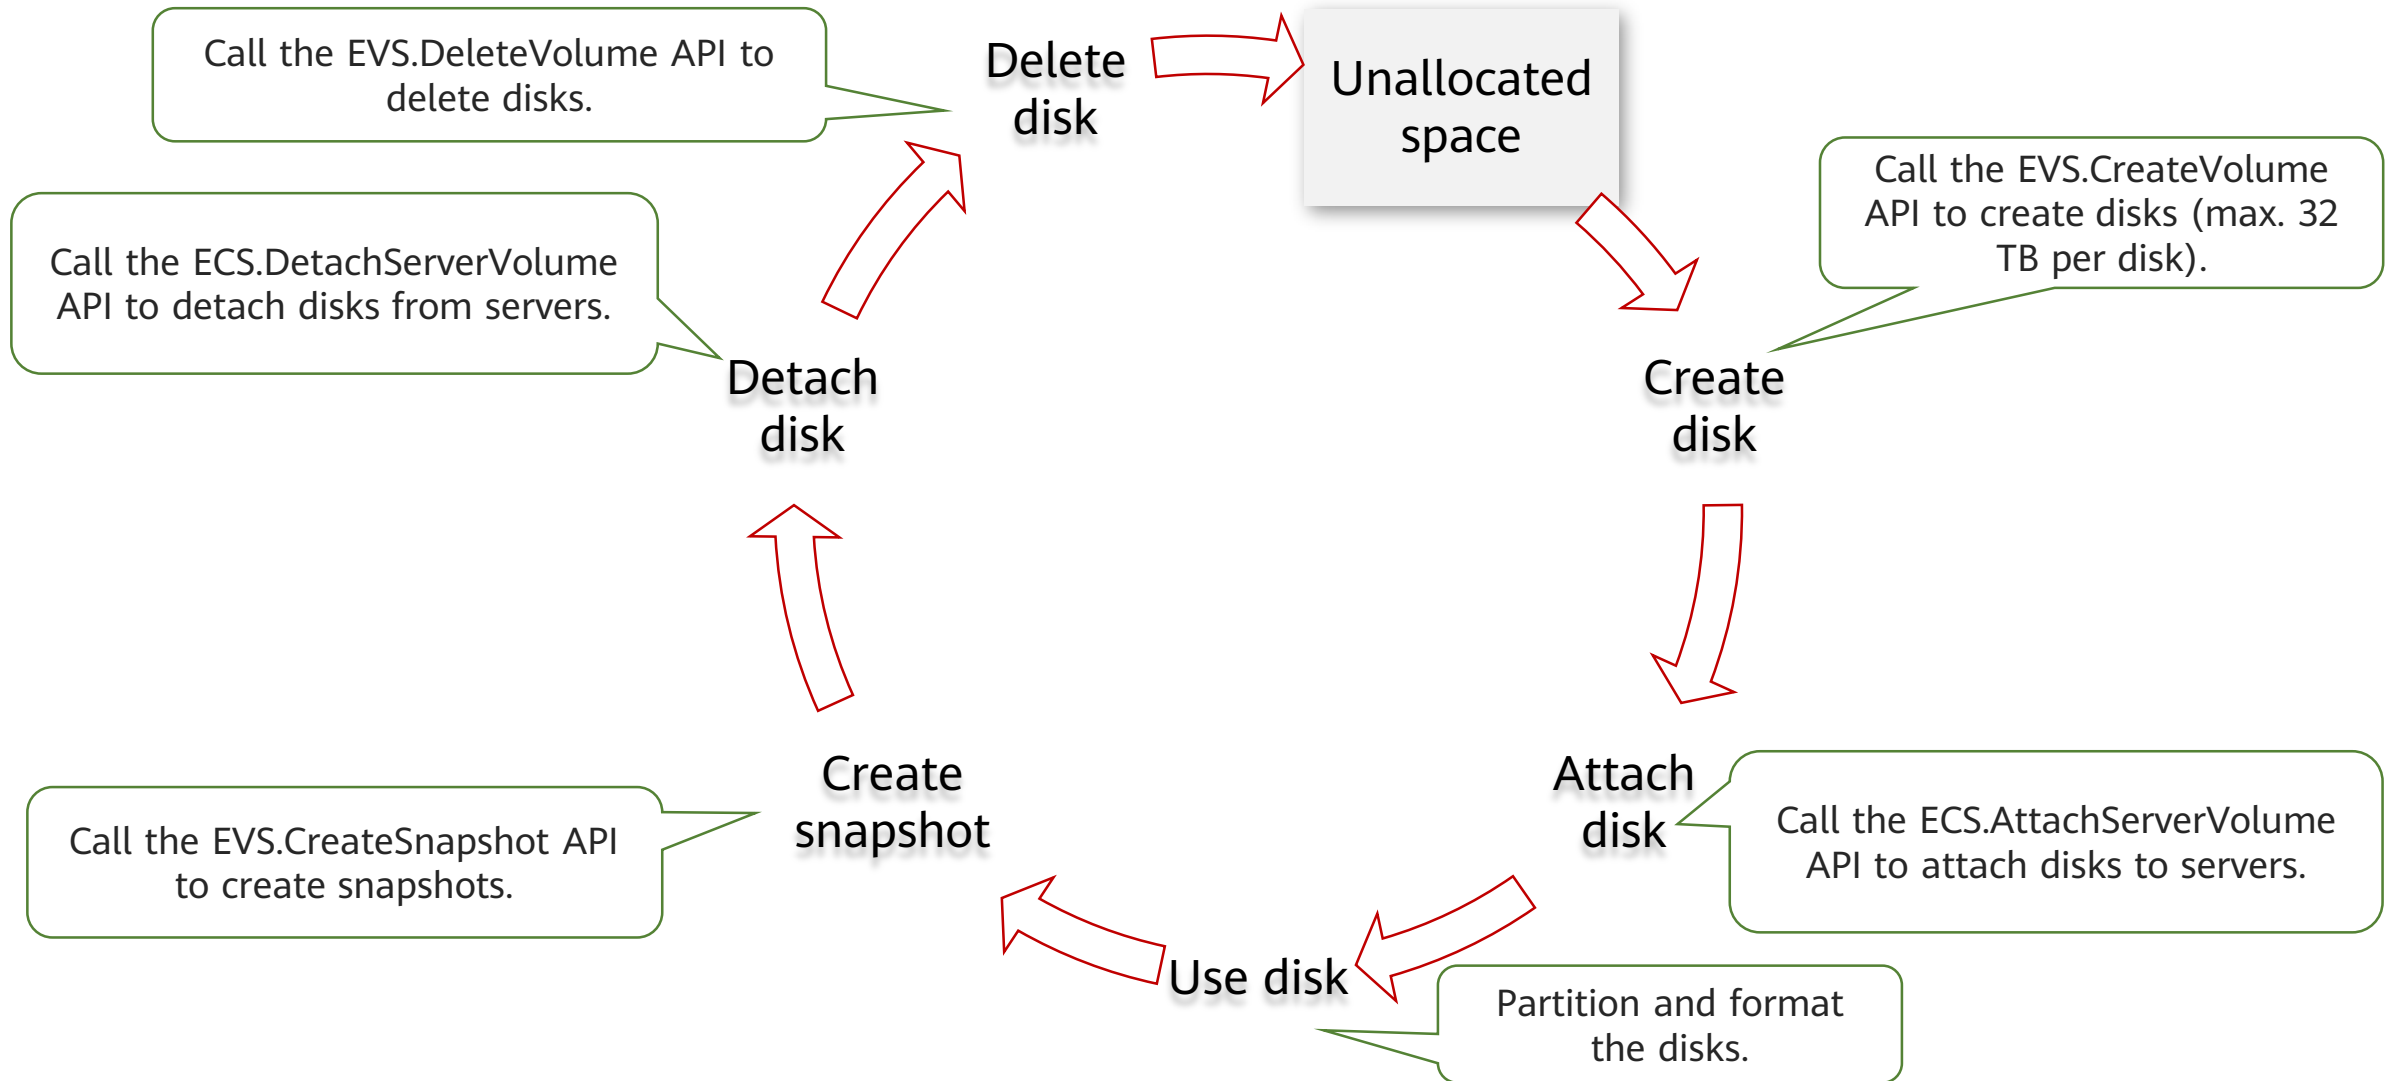 Call the EVS.DeleteVolume API to
delete disks.
Delete
disk
Unallocated
space
Call the EVS.CreateVolume
API to create disks (max. 32
TB per disk).
Call the ECS.DetachServerVolume
API to detach disks from servers.
Detach
disk
Create
disk
Create
snapshot
Attach
disk
Call the EVS.CreateSnapshot API
to create snapshots.
Call the ECS.AttachServerVolume
API to attach disks to servers.
Use disk
Partition and format
the disks.